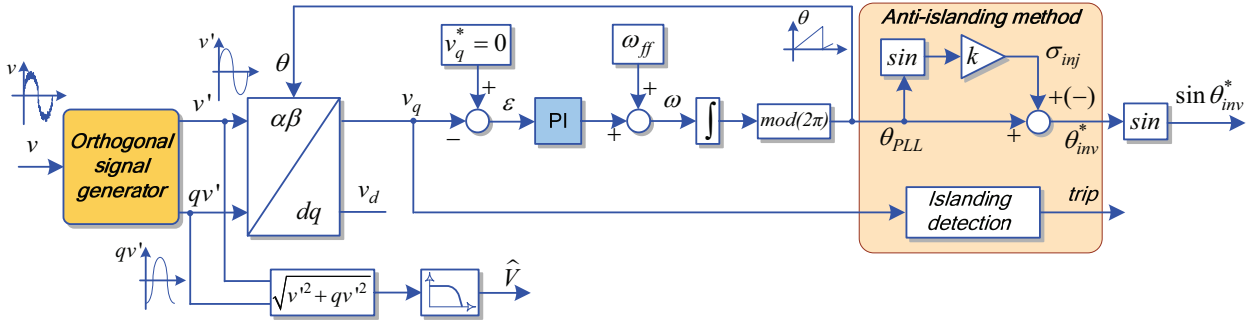 v
v
Orthogonal
signal
generator
v'
θ
v'
qv'
qv'
αβ
dq
v_q
v_d
v_q^* = 0
+
−
ε
PI
ω_ff
+
+
ω
∫
mod(2π)
θ
√(v'^2 + qv'^2)
V̂
Anti-islanding method
sin
k
σ_inj
+(−)
+
θ_PLL
θ_inv^*
sin
sin θ_inv^*
Islanding
detection
trip